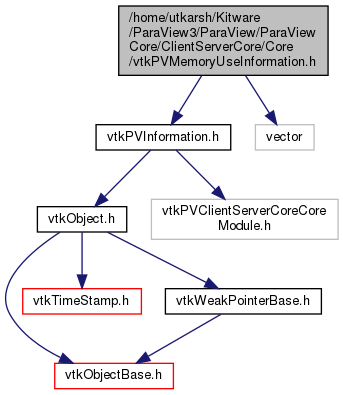 /home/utkarsh/Kitware
/ParaView3/ParaView/ParaView
Core/ClientServerCore/Core
/vtkPVMemoryUseInformation.h
vtkPVInformation.h
vector
vtkObject.h
vtkPVClientServerCoreCore
Module.h
vtkTimeStamp.h
vtkWeakPointerBase.h
vtkObjectBase.h